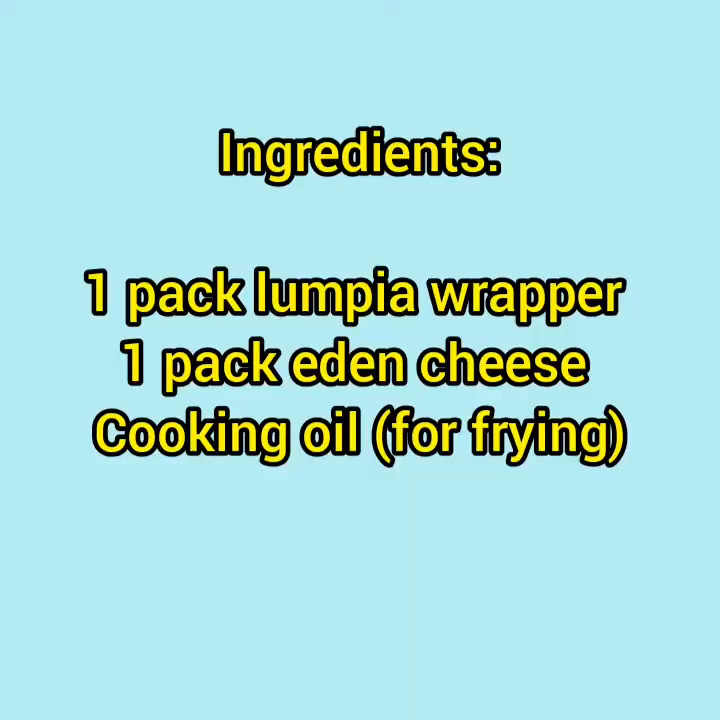 Ingredients:
1 pack lumpia wrapper
1 pack eden cheese
Cooking oil (for frying)